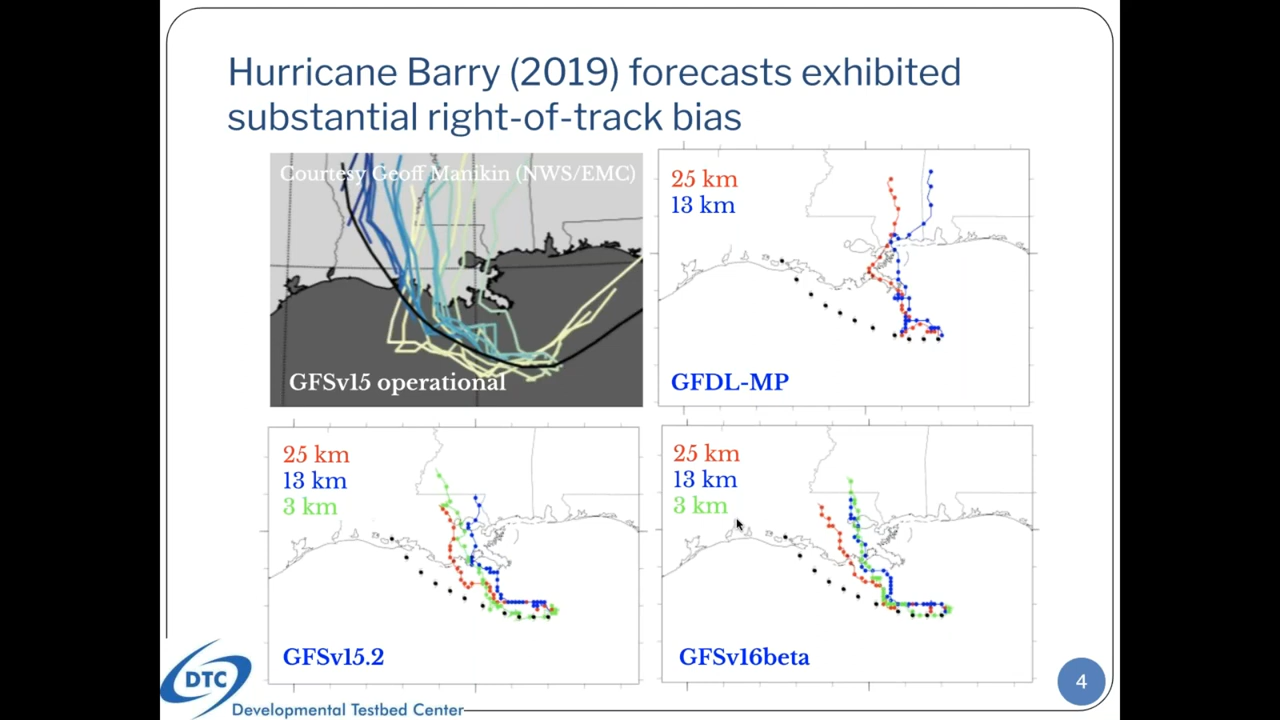 Hurricane Barry (2019) forecasts exhibited
substantial right-of-track bias
Courtesy Geoff Manikin (NWS/EMC)
GFSv15 operational
25 km
13 km
GFDL-MP
25 km
13 km
3 km
GFSv15.2
25 km
13 km
3 km
GFSv16beta
DTC
Developmental Testbed Center
4